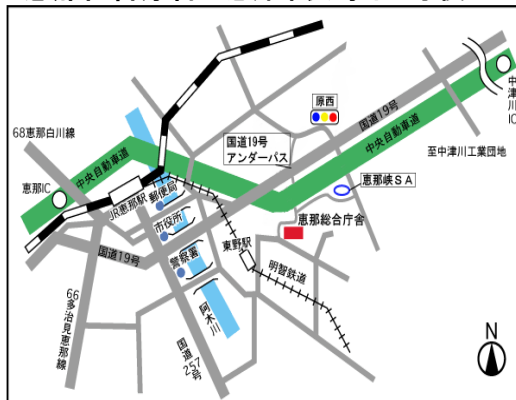 原西
国道19号
中津川IC
68恵那白川線
中央自動車道
国道19号
アンダーパス
中央自動車道
至中津川工業団地
恵那IC
JR恵那駅
郵便局
恵那峡SA
市役所
恵那総合庁舎
国道19号
東野駅
警察署
明智鉄道
66多治見恵那線
阿木川
国道257号
N